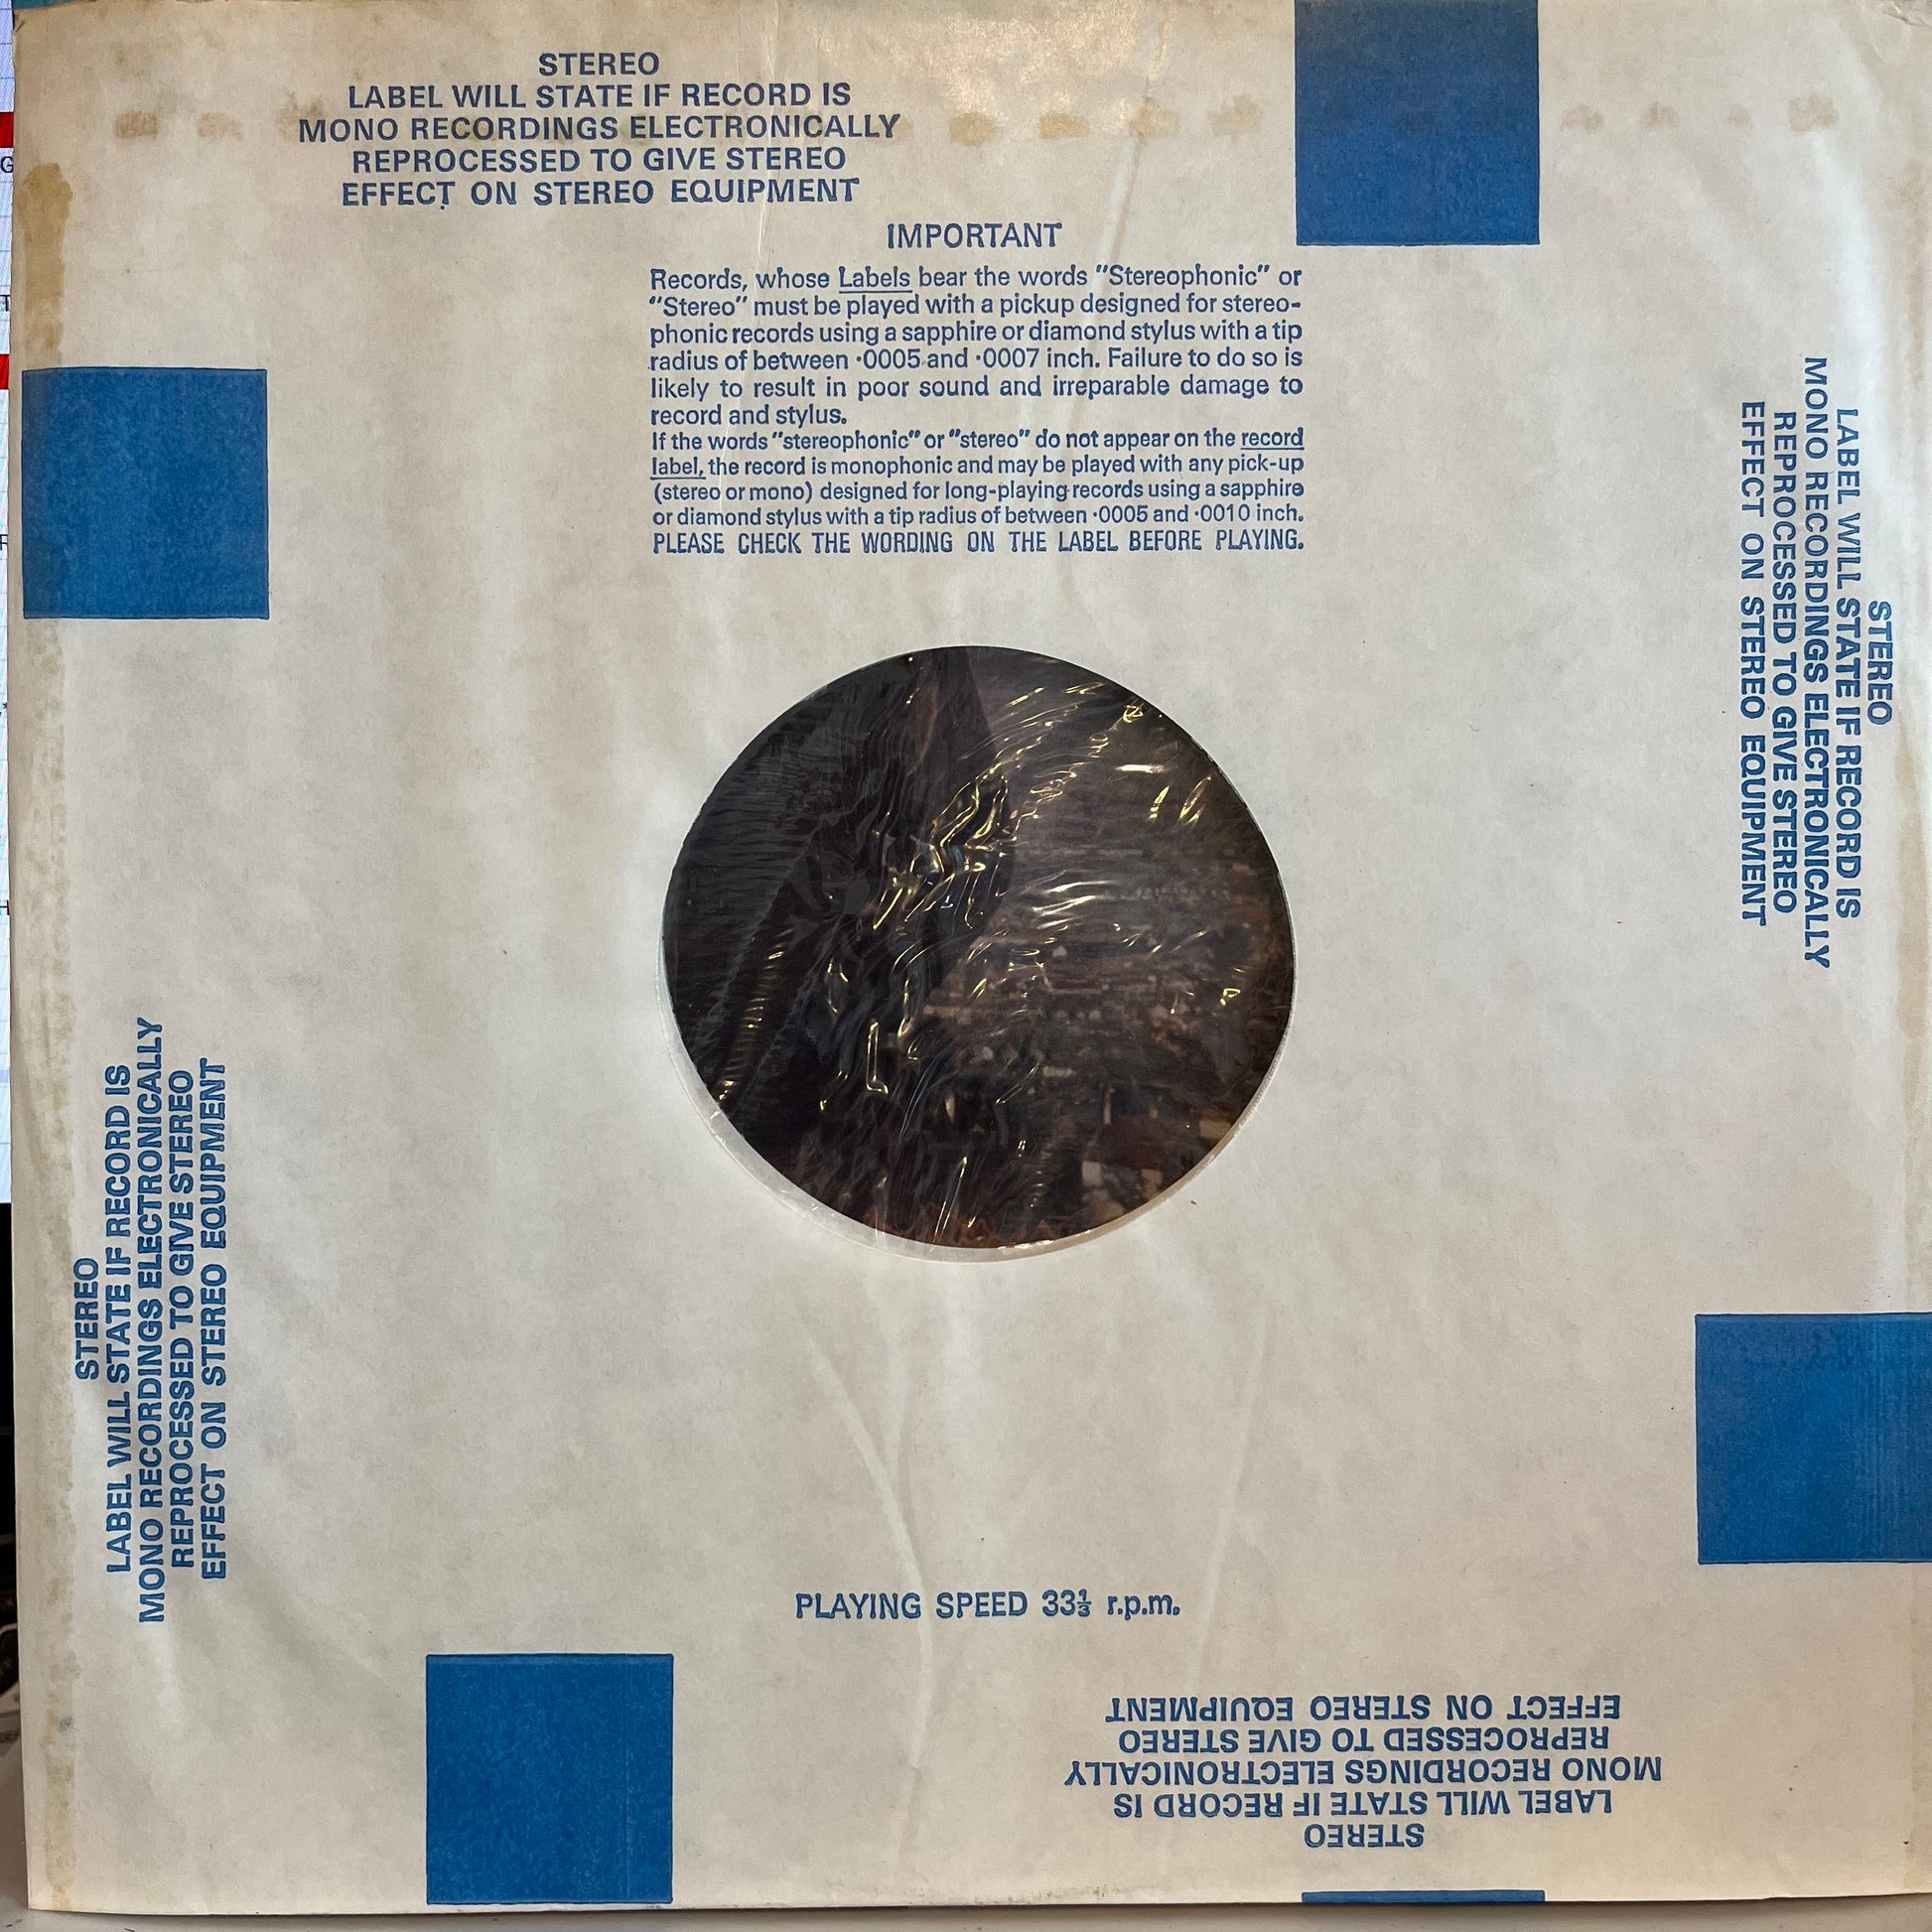 STEREO
LABEL WILL STATE IF RECORD IS
MONO RECORDINGS ELECTRONICALLY
REPROCESSED TO GIVE STEREO
EFFECT ON STEREO EQUIPMENT
IMPORTANT
Records, whose Labels bear the words "Stereophonic" or
"Stereo" must be played with a pickup designed for stereo-
phonic records using a sapphire or diamond stylus with a tip
radius of between ·0005 and ·0007 inch. Failure to do so is
likely to result in poor sound and irreparable damage to
record and stylus.
If the words "stereophonic" or "stereo" do not appear on the record
label, the record is monophonic and may be played with any pick-up
(stereo or mono) designed for long-playing records using a sapphire
or diamond stylus with a tip radius of between ·0005 and ·0010 inch.
PLEASE CHECK THE WORDING ON THE LABEL BEFORE PLAYING.
STEREO
LABEL WILL STATE IF RECORD IS
MONO RECORDINGS ELECTRONICALLY
REPROCESSED TO GIVE STEREO
EFFECT ON STEREO EQUIPMENT
STEREO
LABEL WILL STATE IF RECORD IS
MONO RECORDINGS ELECTRONICALLY
REPROCESSED TO GIVE STEREO
EFFECT ON STEREO EQUIPMENT
PLAYING SPEED 33⅓ r.p.m.
STEREO
LABEL WILL STATE IF RECORD IS
MONO RECORDINGS ELECTRONICALLY
REPROCESSED TO GIVE STEREO
EFFECT ON STEREO EQUIPMENT